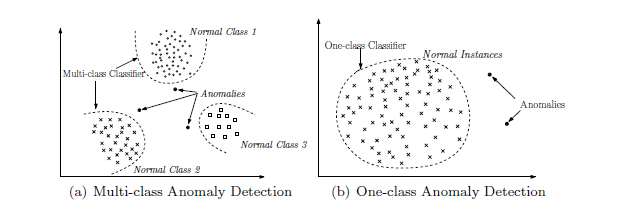 Normal Class 1
Multi-class Classifier
Anomalies
Normal Class 3
Normal Class 2
(a) Multi-class Anomaly Detection
One-class Classifier
Normal Instances
Anomalies
(b) One-class Anomaly Detection